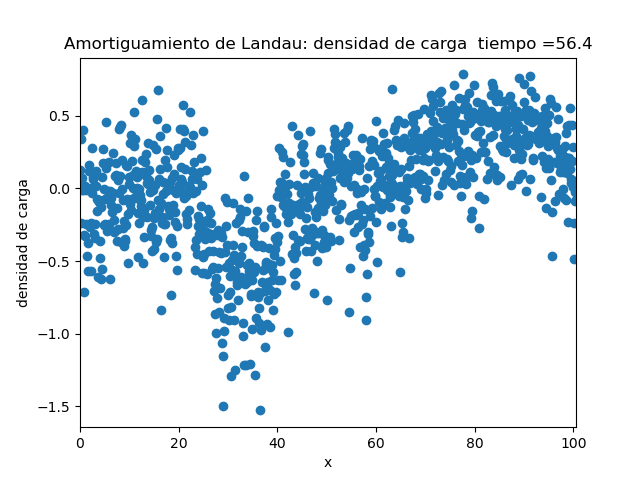 Amortiguamiento de Landau: densidad de carga  tiempo =56.4
densidad de carga
0.5
0.0
−0.5
−1.0
−1.5
0 20 40 60 80 100
x